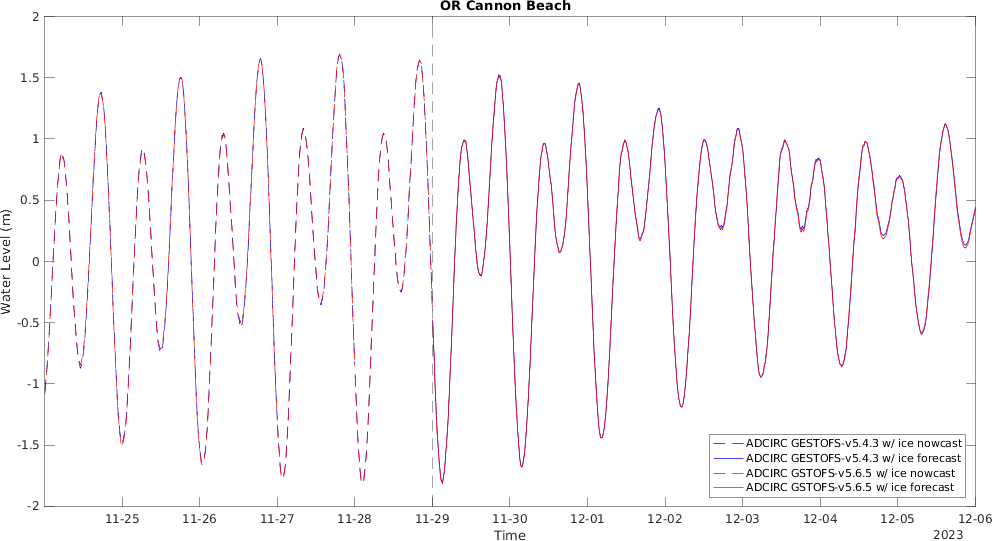 OR Cannon Beach
2
1.5
1
0.5
0
-0.5
-1
-1.5
-2
Water Level (m)
ADCIRC GESTOFS-v5.4.3 w/ ice nowcast
ADCIRC GESTOFS-v5.4.3 w/ ice forecast
ADCIRC GSTOFS-v5.6.5 w/ ice nowcast
ADCIRC GSTOFS-v5.6.5 w/ ice forecast
11-25 11-26 11-27 11-28 11-29 11-30 12-01 12-02 12-03 12-04 12-05 12-06
Time
2023